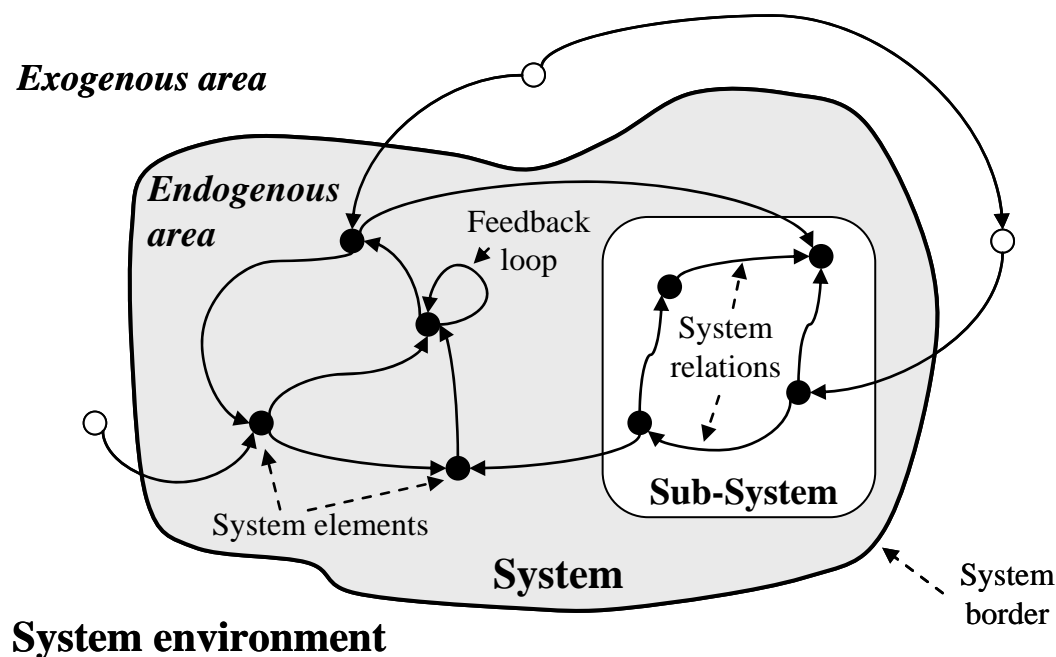 Exogenous area
Endogenous
area
Feedback
loop
System
relations
Sub-System
System elements
System
System
border
System environment